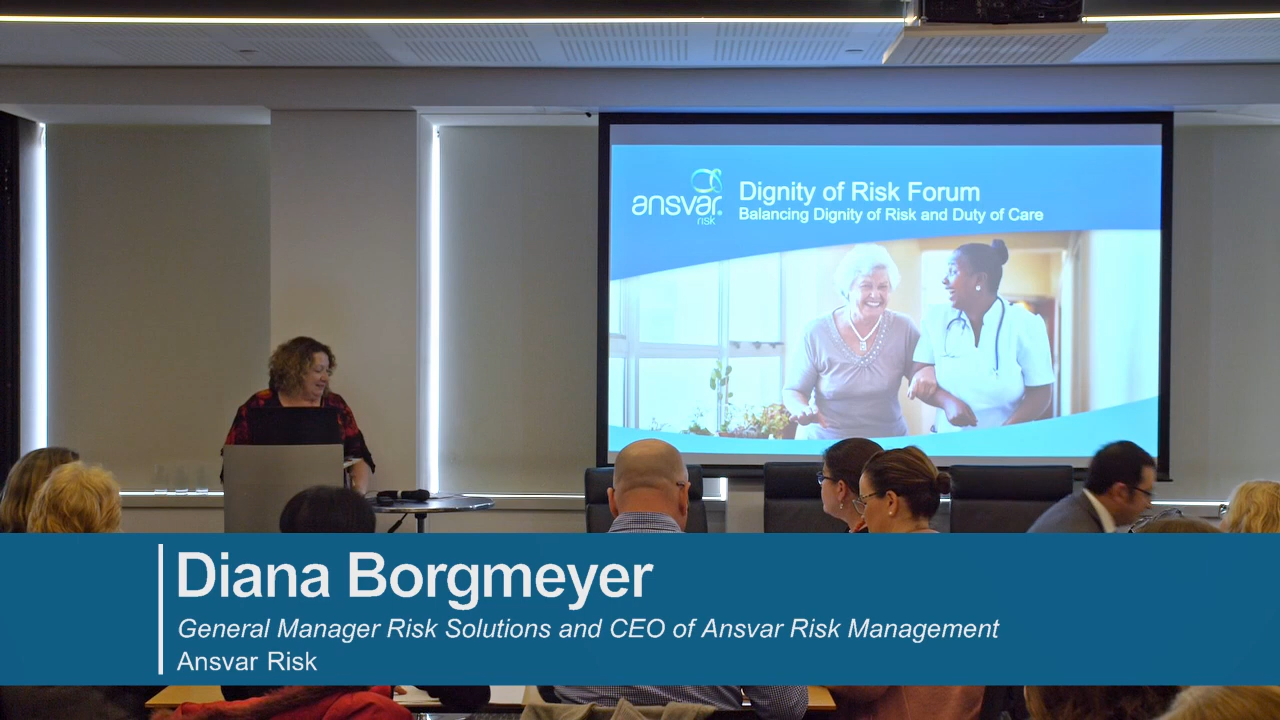 ansvar
risk
Dignity of Risk Forum
Balancing Dignity of Risk and Duty of Care
Diana Borgmeyer
General Manager Risk Solutions and CEO of Ansvar Risk Management
Ansvar Risk